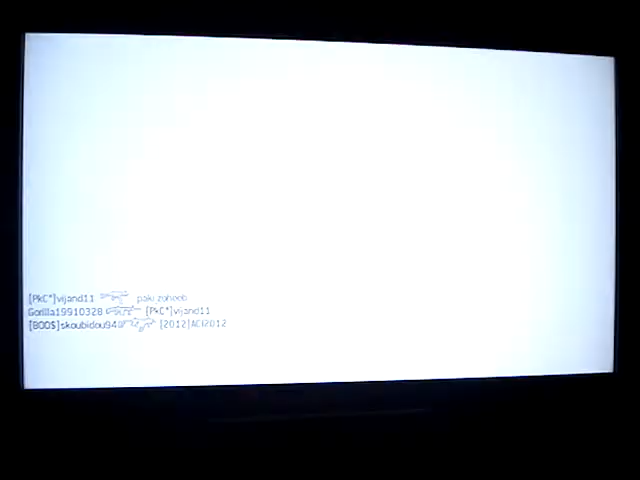 [PkC*]vijand11 paki zoheeb
Gorilla19910328 [PkC*]vijand11
[BOOS]skoubidou94 [2012]ACI2012